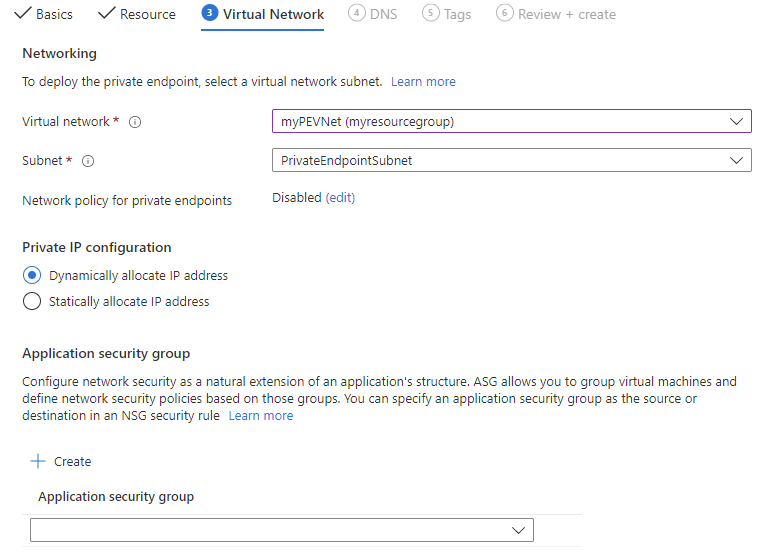 Basics Resource 3 Virtual Network 4 DNS 5 Tags 6 Review + create
Networking
To deploy the private endpoint, select a virtual network subnet. Learn more
Virtual network * i myPEVNet (myresourcegroup)
Subnet * i PrivateEndpointSubnet
Network policy for private endpoints Disabled (edit)
Private IP configuration
Dynamically allocate IP address
Statically allocate IP address
Application security group
Configure network security as a natural extension of an application's structure. ASG allows you to group virtual machines and
define network security policies based on those groups. You can specify an application security group as the source or
destination in an NSG security rule Learn more
+ Create
Application security group